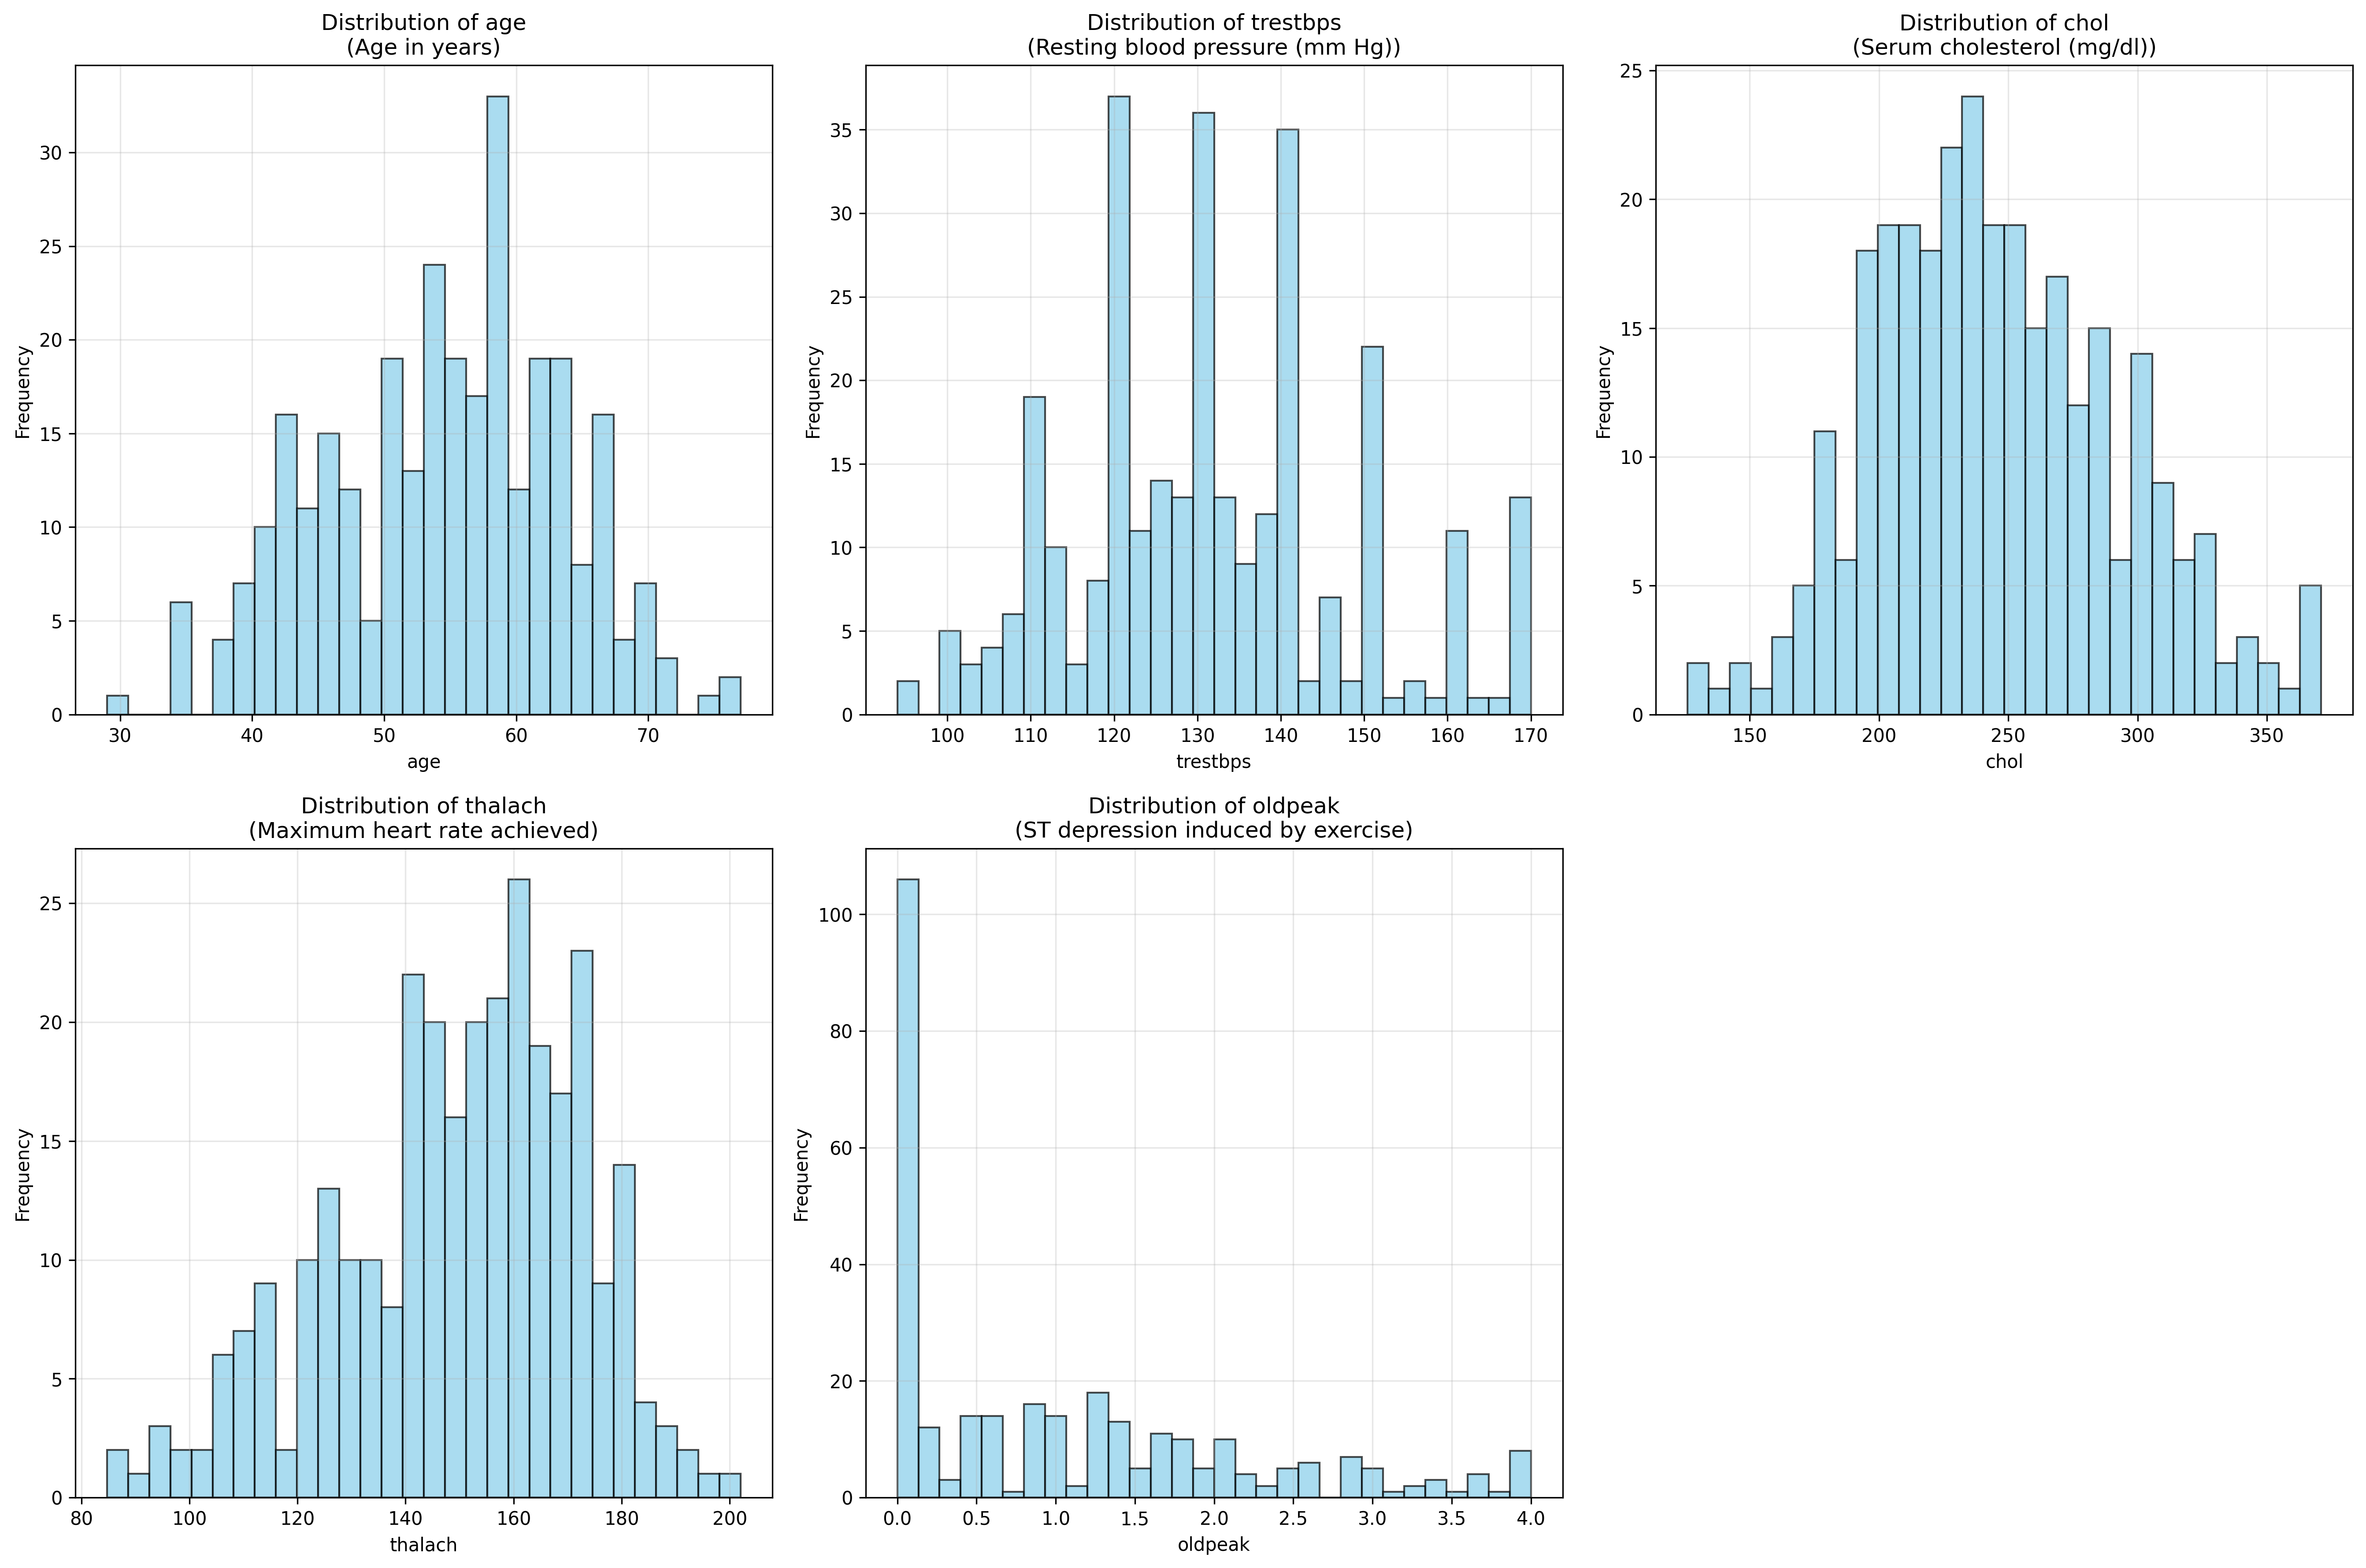 Distribution of age
(Age in years)
Frequency
30
25
20
15
10
5
0
30 40 50 60 70
age
Distribution of trestbps
(Resting blood pressure (mm Hg))
Frequency
35
30
25
20
15
10
5
0
100 110 120 130 140 150 160 170
trestbps
Distribution of chol
(Serum cholesterol (mg/dl))
Frequency
25
20
15
10
5
0
150 200 250 300 350
chol
Distribution of thalach
(Maximum heart rate achieved)
Frequency
25
20
15
10
5
0
80 100 120 140 160 180 200
thalach
Distribution of oldpeak
(ST depression induced by exercise)
Frequency
100
80
60
40
20
0
0.0 0.5 1.0 1.5 2.0 2.5 3.0 3.5 4.0
oldpeak